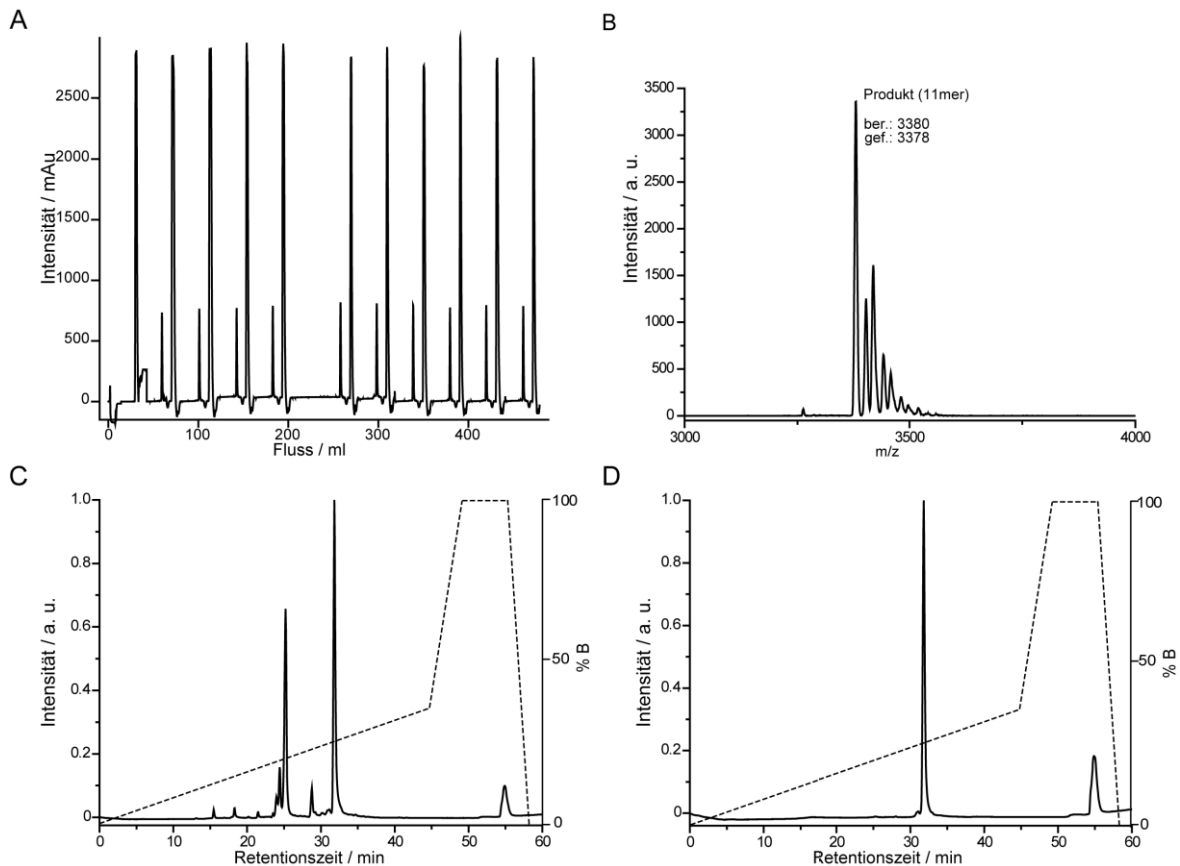 A
Intensität / mAu
2500
2000
1500
1000
500
0
0 100 200 300 400
Fluss / ml
B
Intensität / a. u.
3500
3000
2500
2000
1500
1000
500
0
Produkt (11mer)
ber.: 3380
gef.: 3378
3000 3500 4000
m/z
C
Intensität / a. u.
1.0
0.8
0.6
0.4
0.2
0
100
50
0
% B
0 10 20 30 40 50 60
Retentionszeit / min
D
Intensität / a. u.
1.0
0.8
0.6
0.4
0.2
0
100
50
0
% B
0 10 20 30 40 50 60
Retentionszeit / min